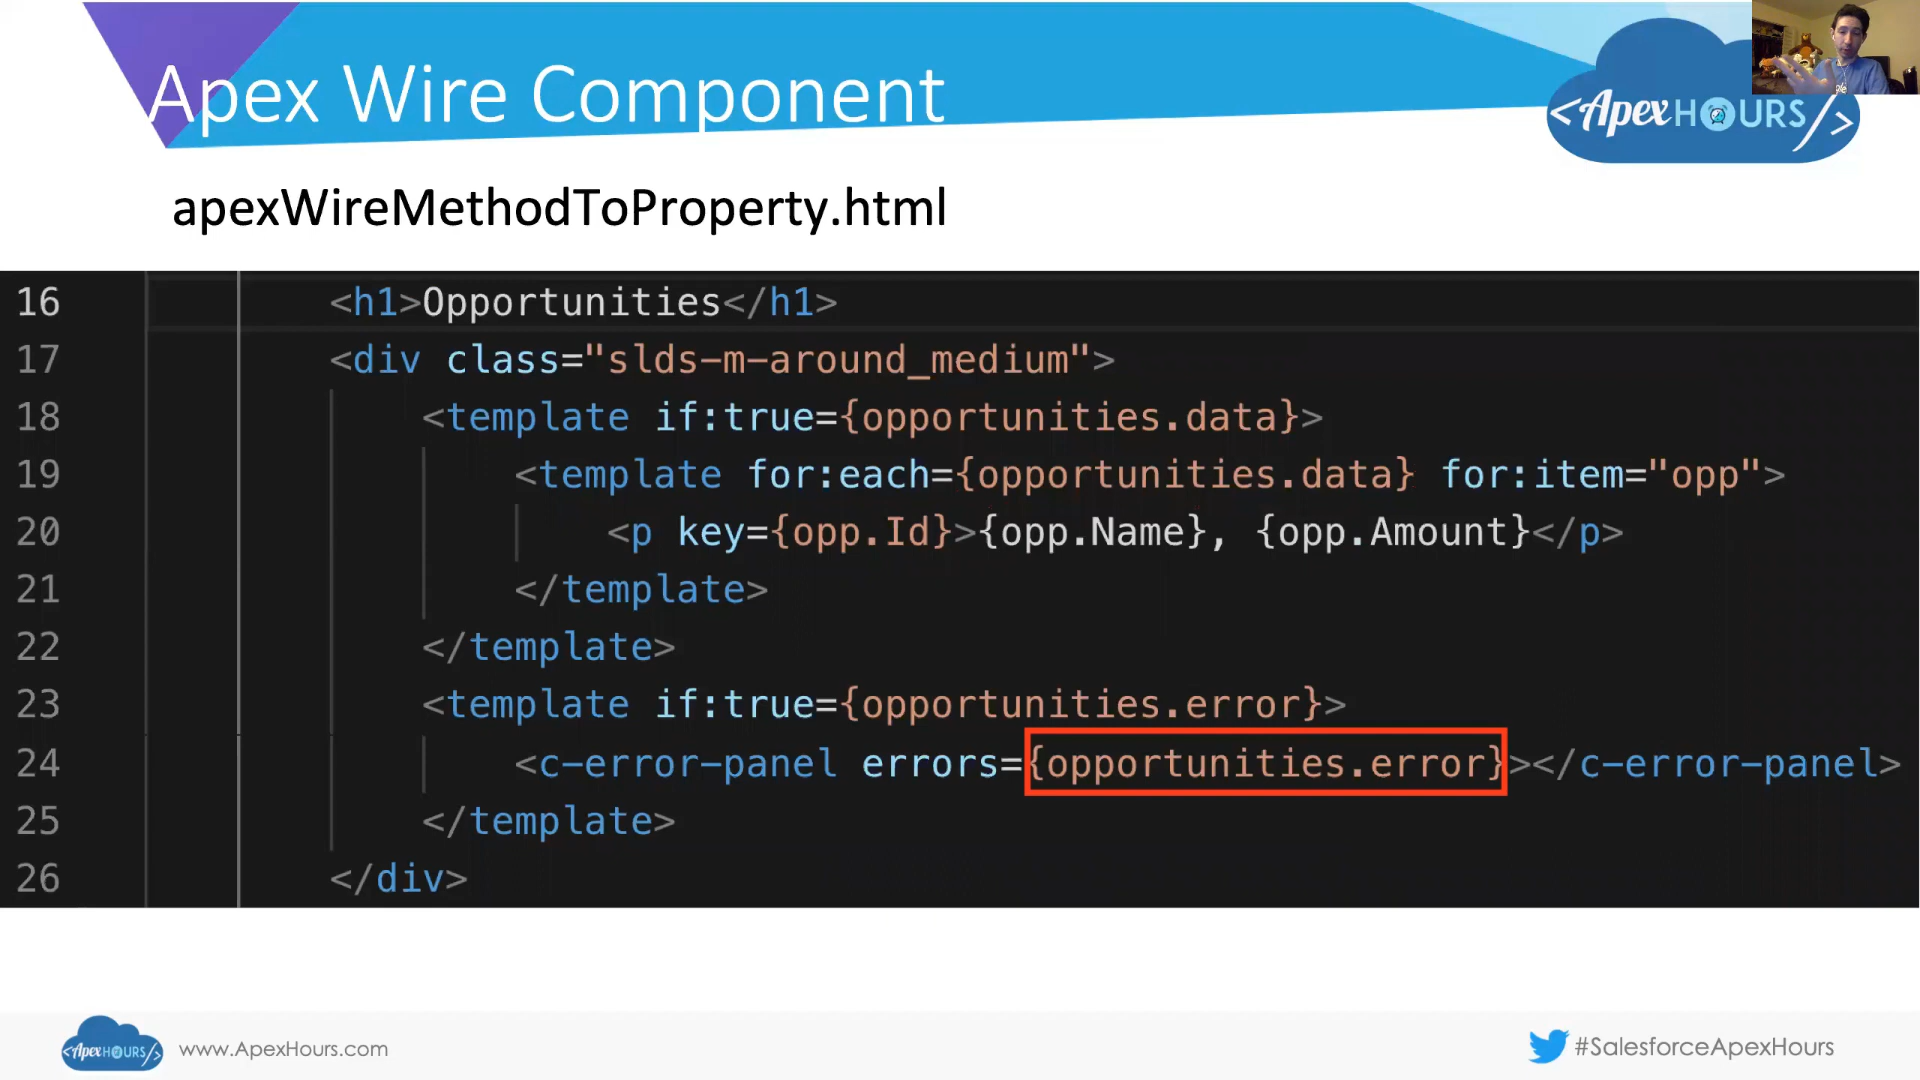 Apex Wire Component
<ApexHOURS/>
apexWireMethodToProperty.html
16 <h1>Opportunities</h1>
17 <div class="slds-m-around_medium">
18 <template if:true={opportunities.data}>
19 <template for:each={opportunities.data} for:item="opp">
20 <p key={opp.Id}>{opp.Name}, {opp.Amount}</p>
21 </template>
22 </template>
23 <template if:true={opportunities.error}>
24 <c-error-panel errors={opportunities.error}></c-error-panel>
25 </template>
26 </div>
<ApexHOURS/> www.ApexHours.com
#SalesforceApexHours